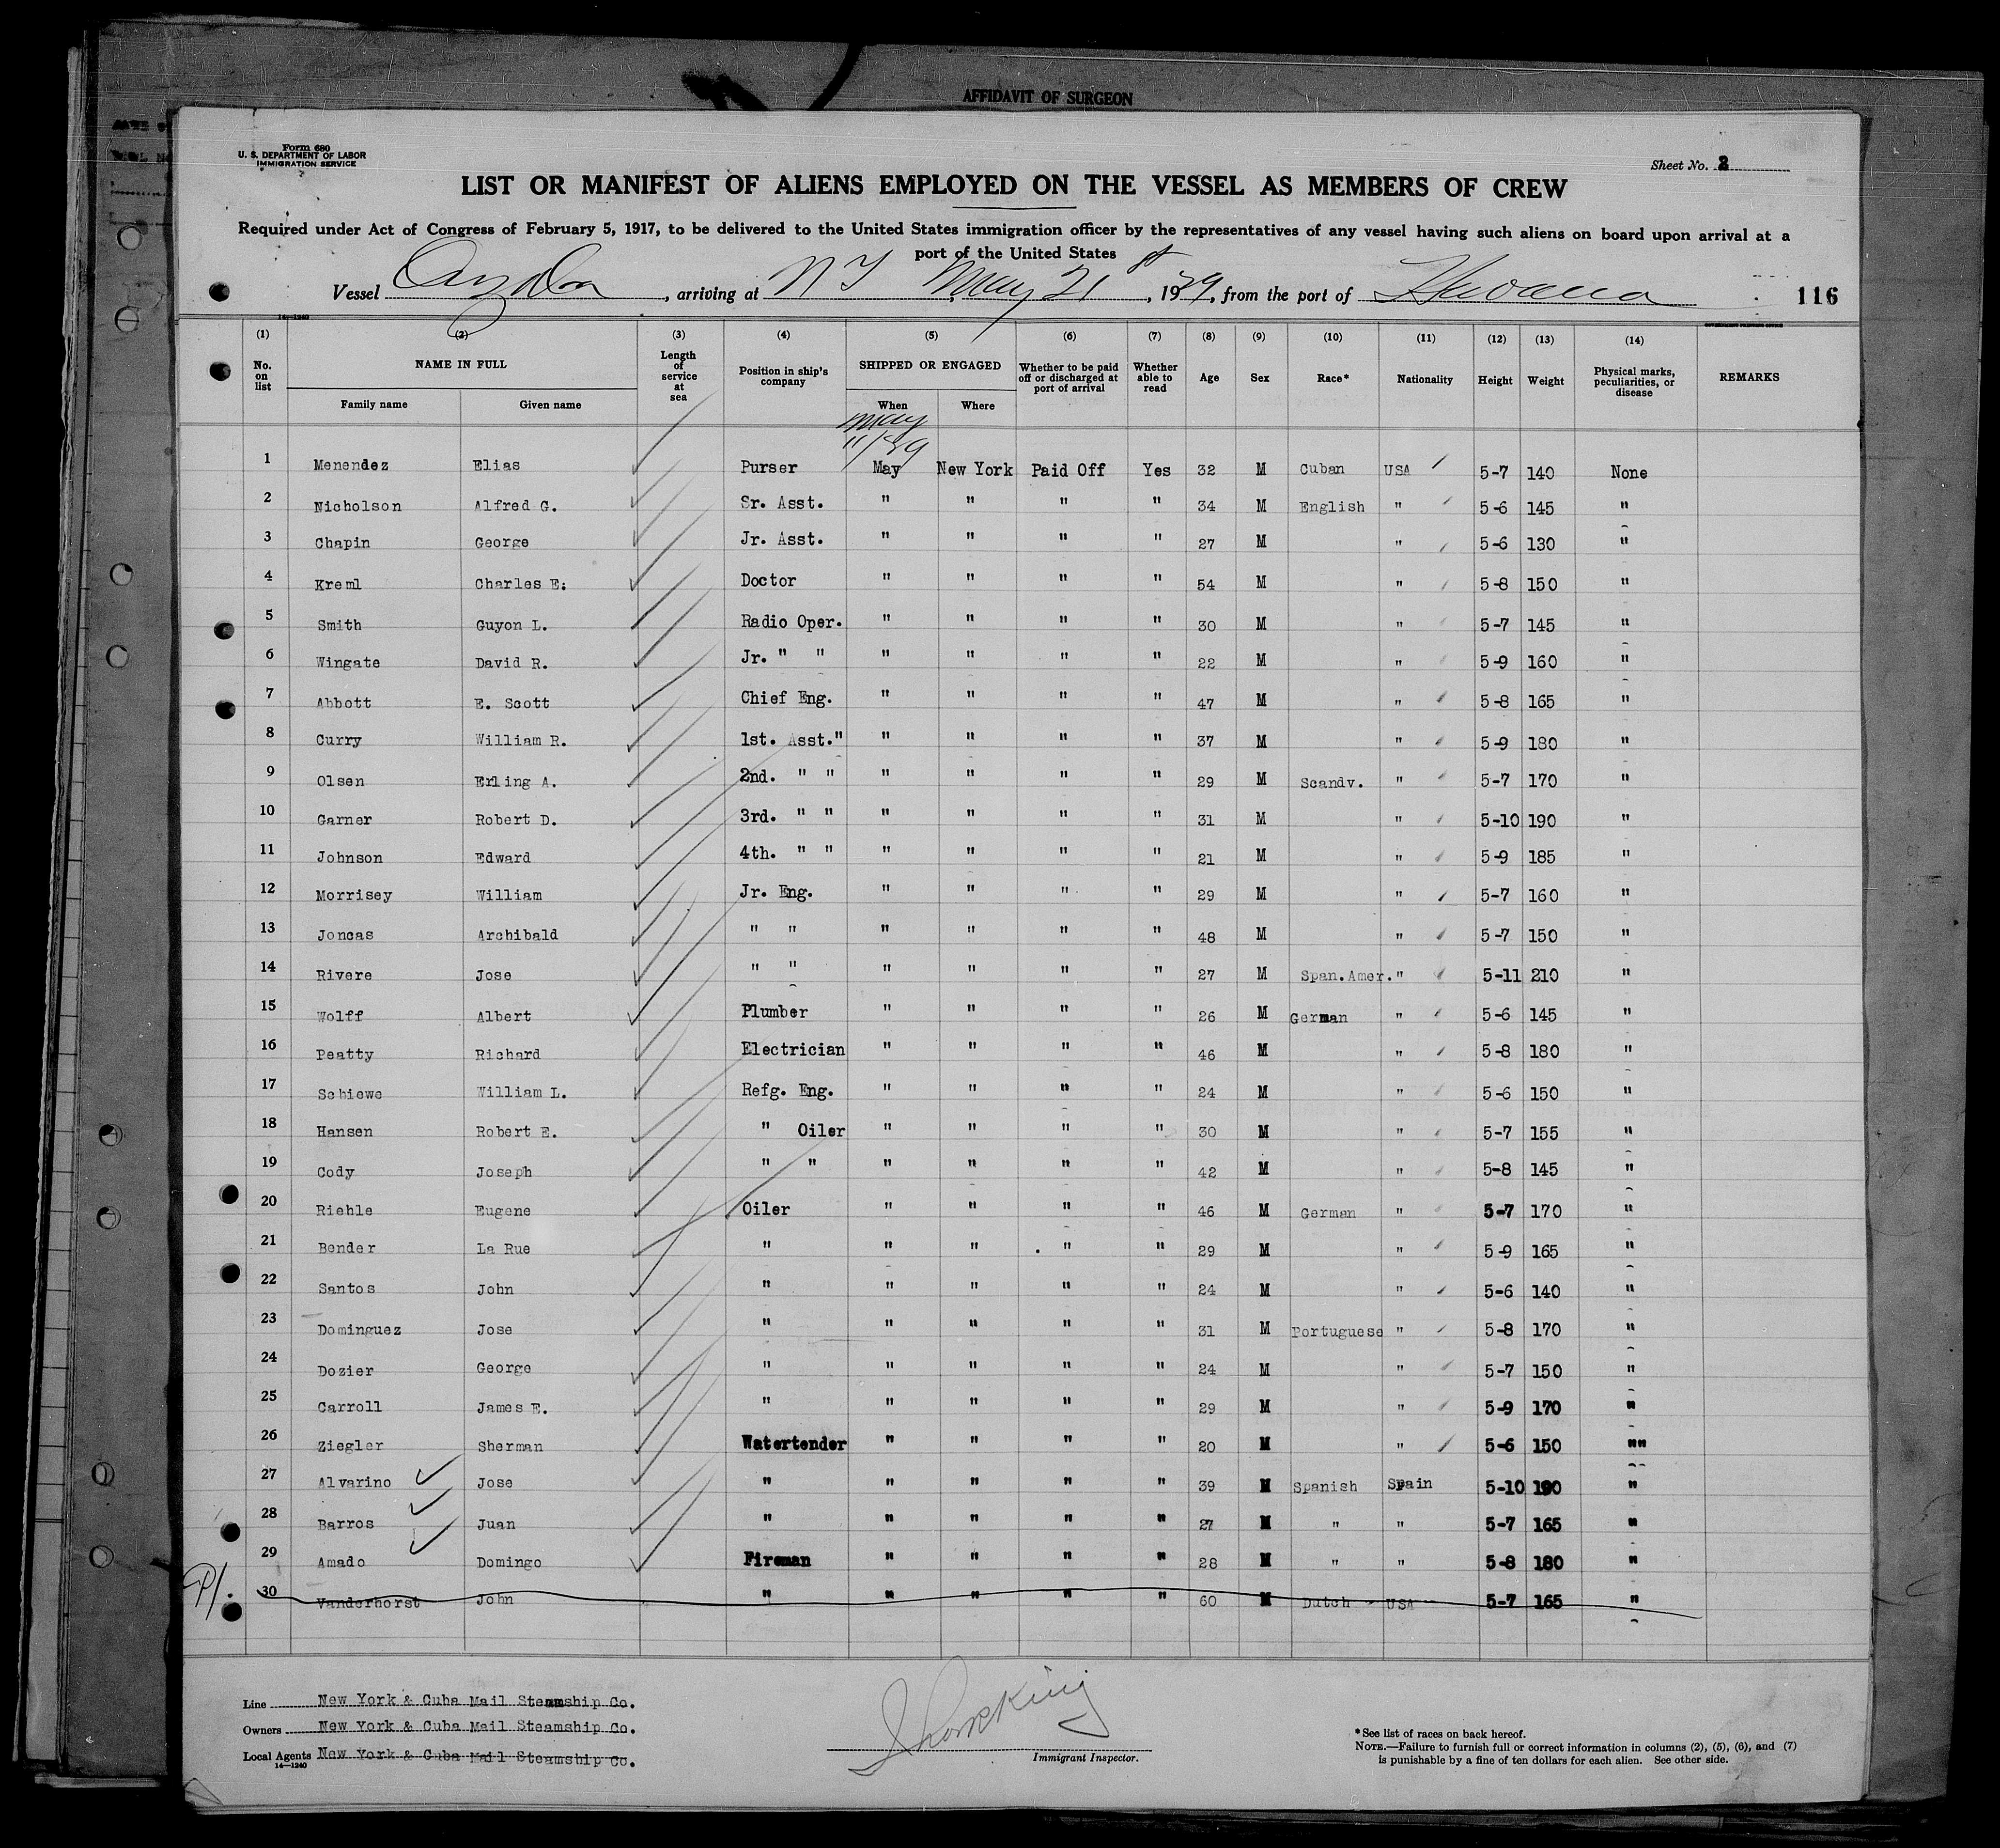 AFFIDAVIT OF SURGEON
Form 680
U. S. DEPARTMENT OF LABOR
IMMIGRATION SERVICE
Sheet No. 2
LIST OR MANIFEST OF ALIENS EMPLOYED ON THE VESSEL AS MEMBERS OF CREW
Required under Act of Congress of February 5, 1917, to be delivered to the United States immigration officer by the representatives of any vessel having such aliens on board upon arrival at a
port of the United States
Vessel , arriving at N Y May 21st , 1939, from the port of Havana 116
14—1240
(1) (2) (3) (4) (5) (6) (7) (8) (9) (10) (11) (12) (13) (14)
No. on list NAME IN FULL Length of service at sea Position in ship's company SHIPPED OR ENGAGED Whether to be paid off or discharged at port of arrival Whether able to read Age Sex Race* Nationality Height Weight Physical marks, peculiarities, or disease REMARKS
Family name Given name When Where
May
11/39
1 Menendez Elias Purser May New York Paid Off Yes 32 M Cuban USA 5-7 140 None
2 Nicholson Alfred G. Sr. Asst. " " " " 34 M English " 5-6 145 "
3 Chapin George Jr. Asst. " " " " 27 M " 5-6 130 "
4 Kreml Charles E. Doctor " " " " 54 M " 5-8 150 "
5 Smith Guyon L. Radio Oper. " " " " 30 M " 5-7 145 "
6 Wingate David R. Jr. " " " " " " 22 M " 5-9 160 "
7 Abbott E. Scott Chief Eng. " " " " 47 M " 5-8 165 "
8 Curry William R. 1st. Asst." " " " " 37 M " 5-9 180 "
9 Olsen Erling A. 2nd. " " " " " " 29 M Scandv. " 5-7 170 "
10 Garner Robert D. 3rd. " " " " " " 31 M " 5-10 190 "
11 Johnson Edward 4th. " " " " " " 21 M " 5-9 185 "
12 Morrisey William Jr. Eng. " " " " 29 M " 5-7 160 "
13 Joncas Archibald " " " " " " 48 M " 5-7 150 "
14 Rivere Jose " " " " " " 27 M Span.Amer. " 5-11 210 "
15 Wolff Albert Plumber " " " " 26 M German " 5-6 145 "
16 Peatty Richard Electrician " " " " 46 M " 5-8 180 "
17 Schiewe William L. Refg. Eng. " " " " 24 M " 5-6 150 "
18 Hansen Robert E. " Oiler " " " " 30 M " 5-7 155 "
19 Cody Joseph " " " " " " 42 M " 5-8 145 "
20 Riehle Eugene Oiler " " " " 46 M German " 5-7 170 "
21 Bender La Rue " " " " " 29 M " 5-9 165 "
22 Santos John " " " " " 24 M " 5-6 140 "
23 Dominguez Jose " " " " " 31 M Portuguese " 5-8 170 "
24 Dozier George " " " " " 24 M " 5-7 150 "
25 Carroll James E. " " " " " 29 M " 5-9 170 "
26 Ziegler Sherman Watertender " " " " 20 M " 5-6 150 ""
27 Alvarino Jose " " " " " 39 M Spanish Spain 5-10 190 "
28 Barros Juan " " " " " 27 M " " 5-7 165 "
29 Amado Domingo Fireman " " " " 28 M " " 5-8 180 "
30 Vanderhorst John " " " " " 60 M Dutch USA 5-7 165 "
Line New York & Cuba Mail Steamship Co.
Owners New York & Cuba Mail Steamship Co.
Local Agents New York & Cuba Mail Steamship Co.
14—1240
Immigrant Inspector.
*See list of races on back hereof.
NOTE.—Failure to furnish full or correct information in columns (2), (5), (6), and (7)
is punishable by a fine of ten dollars for each alien. See other side.